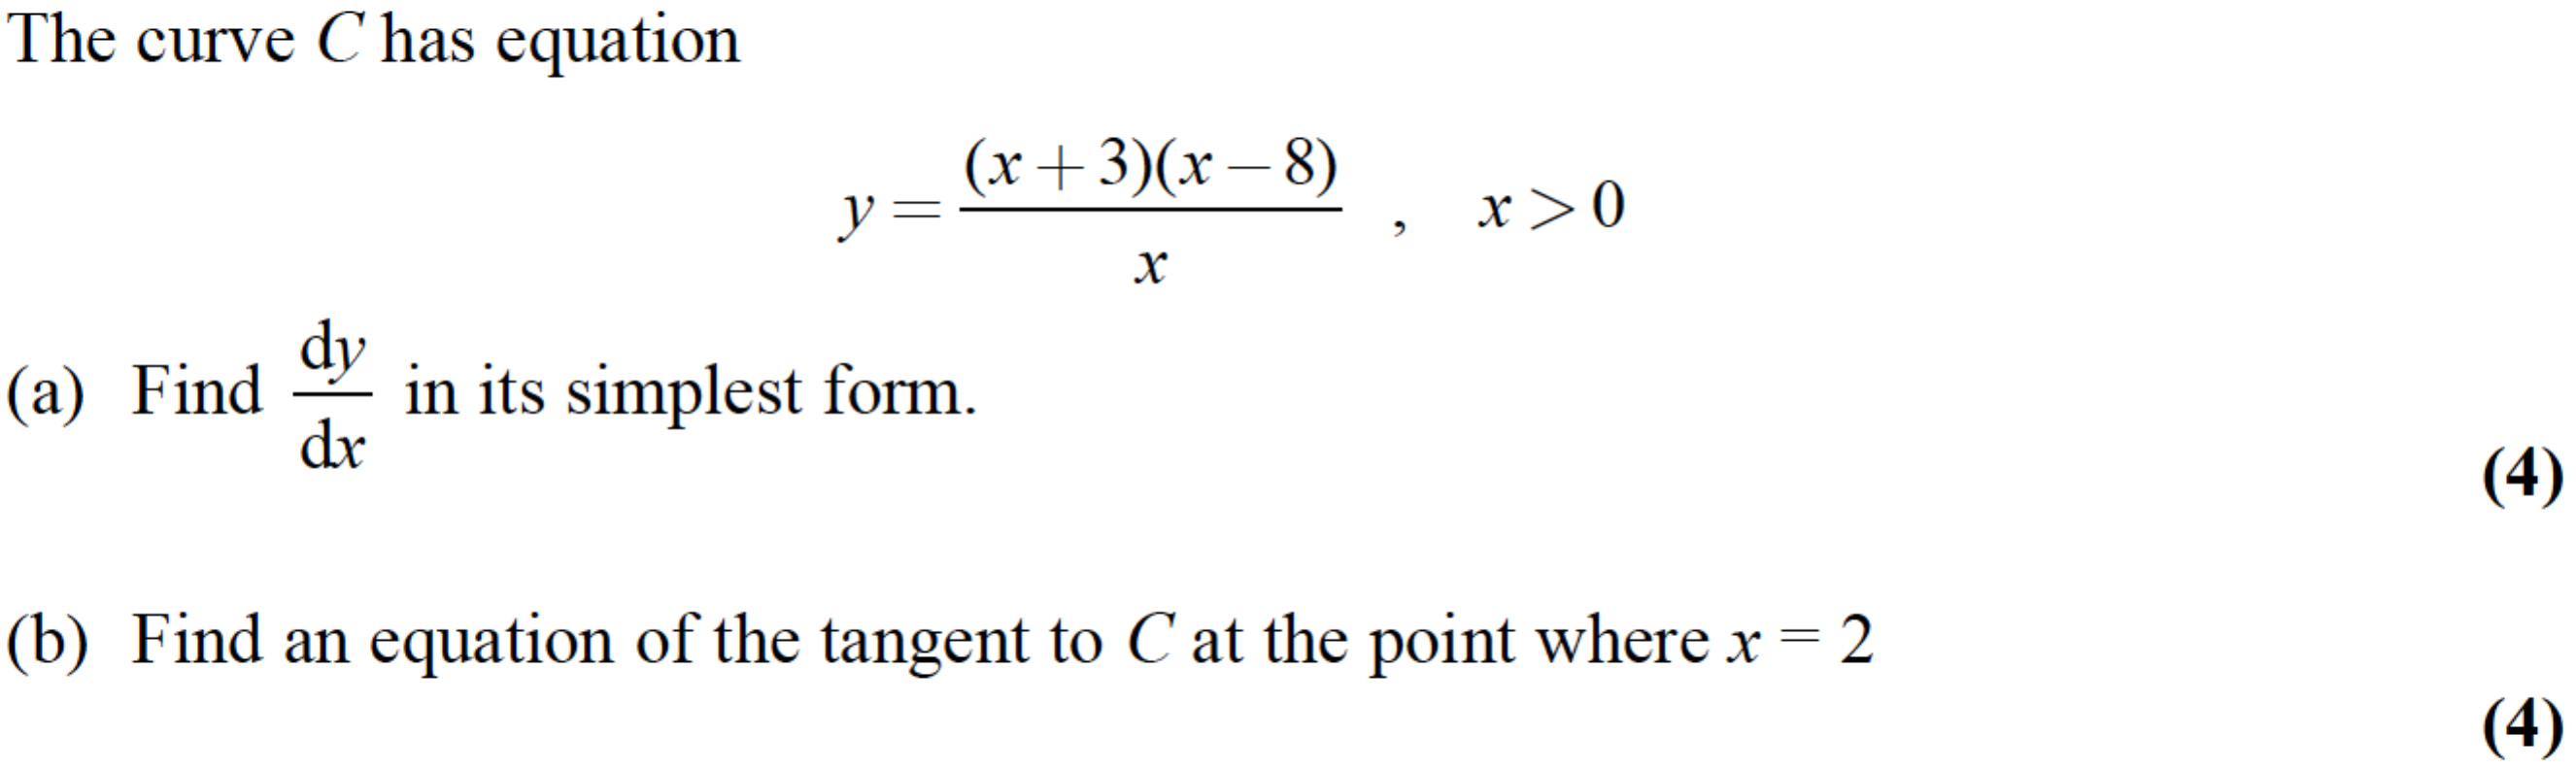 The curve C has equation
y = (x + 3)(x − 8) / x , x > 0
(a) Find dy/dx in its simplest form.
(4)
(b) Find an equation of the tangent to C at the point where x = 2
(4)